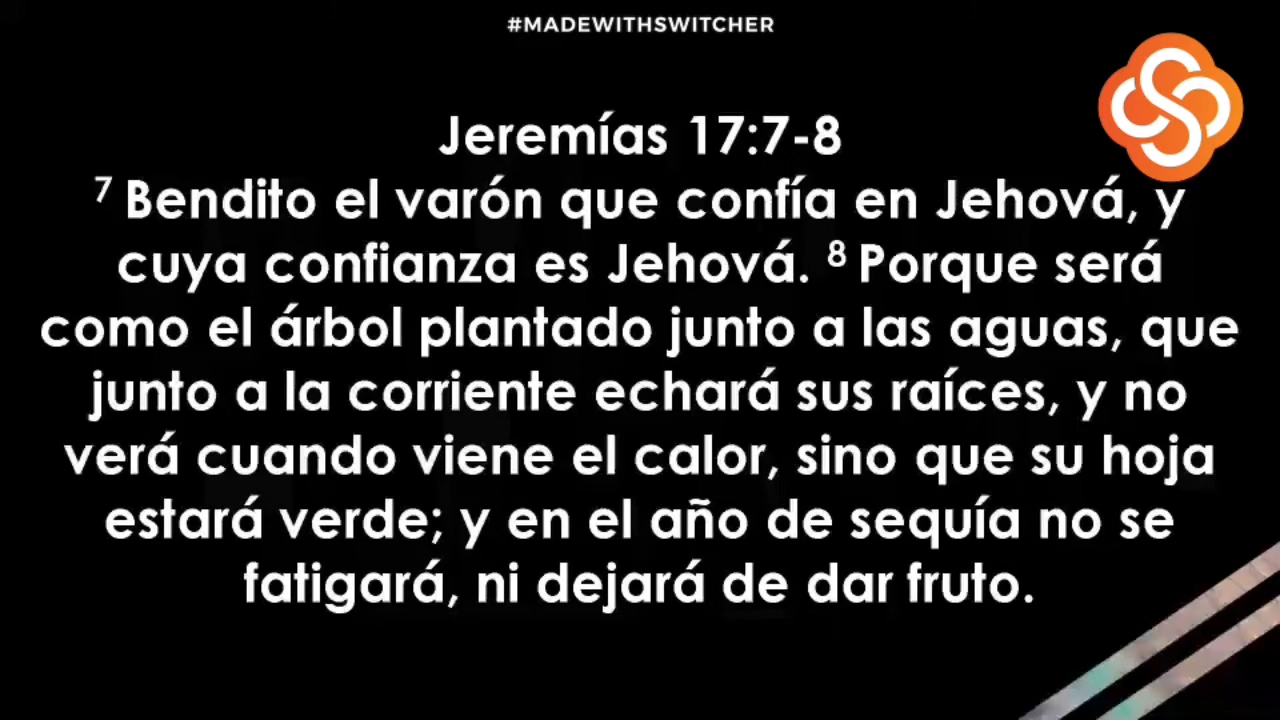 #MADEWITHSWITCHER
Jeremías 17:7-8
7 Bendito el varón que confía en Jehová, y
cuya confianza es Jehová. 8 Porque será
como el árbol plantado junto a las aguas, que
junto a la corriente echará sus raíces, y no
verá cuando viene el calor, sino que su hoja
estará verde; y en el año de sequía no se
fatigará, ni dejará de dar fruto.